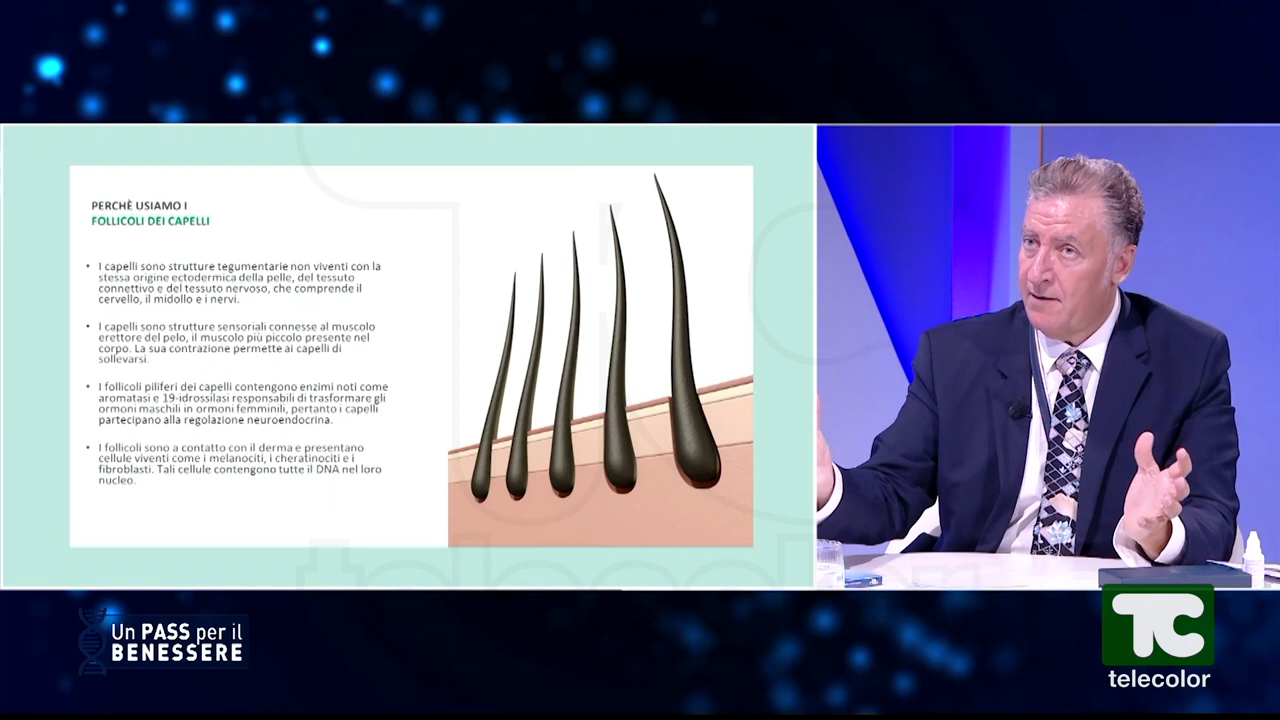 PERCHÈ USIAMO I
FOLLICOLI DEI CAPELLI
• I capelli sono strutture tegumentarie non viventi con la
stessa origine ectodermica della pelle, del tessuto
connettivo e del tessuto nervoso, che comprende il
cervello, il midollo e i nervi.
• I capelli sono strutture sensoriali connesse al muscolo
erettore del pelo, il muscolo più piccolo presente nel
corpo. La sua contrazione permette ai capelli di
sollevarsi.
• I follicoli piliferi dei capelli contengono enzimi noti come
aromatasi e 19-idrossilasi responsabili di trasformare gli
ormoni maschili in ormoni femminili, pertanto i capelli
partecipano alla regolazione neuroendocrina.
• I follicoli sono a contatto con il derma e presentano
cellule viventi come i melanociti, i cheratinociti e i
fibroblasti. Tali cellule contengono tutte il DNA nel loro
nucleo.
Un PASS per il
BENESSERE
TC
telecolor